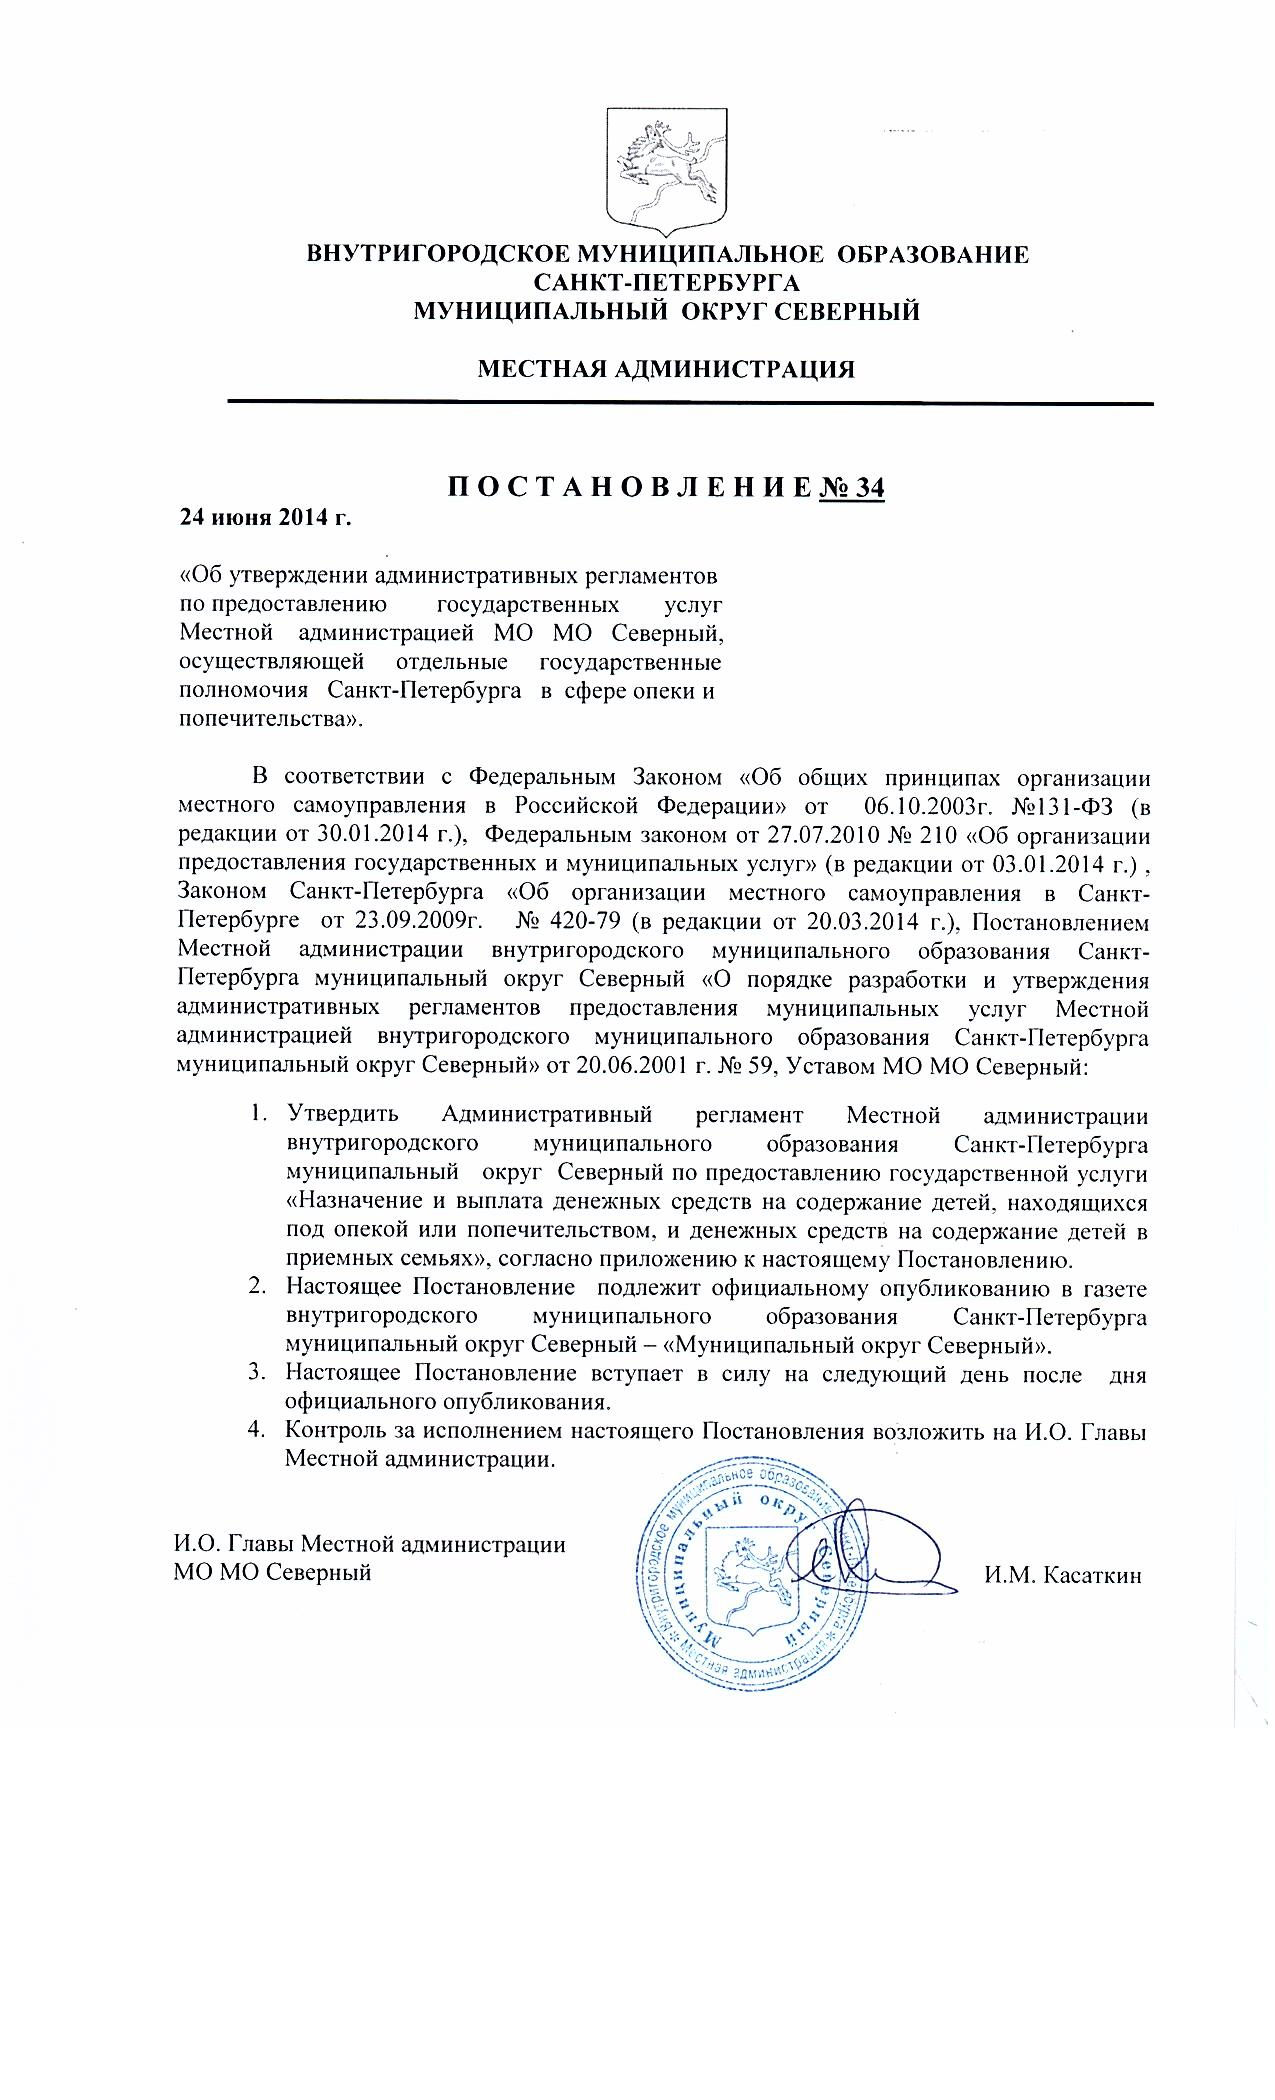 ВНУТРИГОРОДСКОЕ МУНИЦИПАЛЬНОЕ ОБРАЗОВАНИЕ
САНКТ-ПЕТЕРБУРГА
МУНИЦИПАЛЬНЫЙ ОКРУГ СЕВЕРНЫЙ
МЕСТНАЯ АДМИНИСТРАЦИЯ
П О С Т А Н О В Л Е Н И Е № 34
24 июня 2014 г.
«Об утверждении административных регламентов
по предоставлению государственных услуг
Местной администрацией МО МО Северный,
осуществляющей отдельные государственные
полномочия Санкт-Петербурга в сфере опеки и
попечительства».
В соответствии с Федеральным Законом «Об общих принципах организации
местного самоуправления в Российской Федерации» от 06.10.2003г. №131-ФЗ (в
редакции от 30.01.2014 г.), Федеральным законом от 27.07.2010 № 210 «Об организации
предоставления государственных и муниципальных услуг» (в редакции от 03.01.2014 г.) ,
Законом Санкт-Петербурга «Об организации местного самоуправления в Санкт-
Петербурге от 23.09.2009г. № 420-79 (в редакции от 20.03.2014 г.), Постановлением
Местной администрации внутригородского муниципального образования Санкт-
Петербурга муниципальный округ Северный «О порядке разработки и утверждения
административных регламентов предоставления муниципальных услуг Местной
администрацией внутригородского муниципального образования Санкт-Петербурга
муниципальный округ Северный» от 20.06.2001 г. № 59, Уставом МО МО Северный:
1. Утвердить Административный регламент Местной администрации
внутригородского муниципального образования Санкт-Петербурга
муниципальный округ Северный по предоставлению государственной услуги
«Назначение и выплата денежных средств на содержание детей, находящихся
под опекой или попечительством, и денежных средств на содержание детей в
приемных семьях», согласно приложению к настоящему Постановлению.
2. Настоящее Постановление подлежит официальному опубликованию в газете
внутригородского муниципального образования Санкт-Петербурга
муниципальный округ Северный – «Муниципальный округ Северный».
3. Настоящее Постановление вступает в силу на следующий день после дня
официального опубликования.
4. Контроль за исполнением настоящего Постановления возложить на И.О. Главы
Местной администрации.
И.О. Главы Местной администрации
МО МО Северный И.М. Касаткин
Внутригородское муниципальное образование Санкт-Петербурга
* Местная администрация *
Муниципальный округ Северный